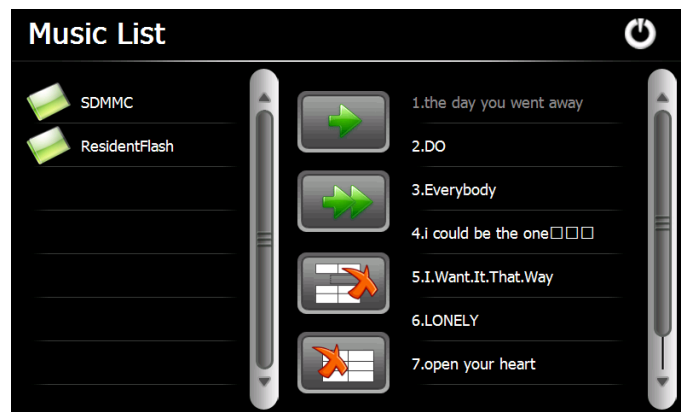 Music List
SDMMC
ResidentFlash
1.the day you went away
2.DO
3.Everybody
4.i could be the one□□□
5.I.Want.It.That.Way
6.LONELY
7.open your heart